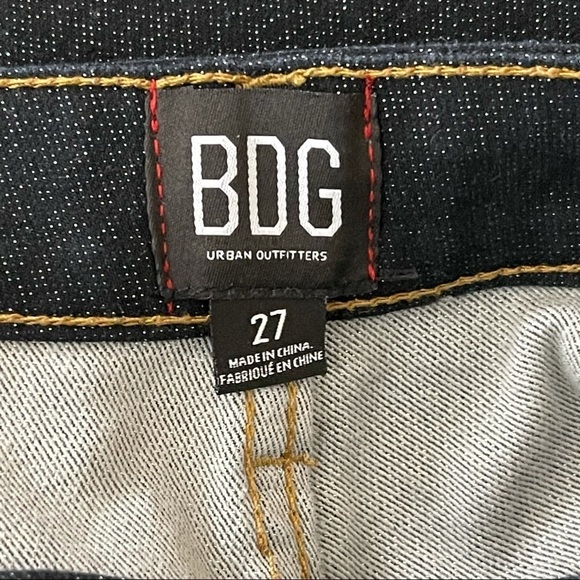 BDG
URBAN OUTFITTERS
27
MADE IN CHINA.
FABRIQUÉ EN CHINE